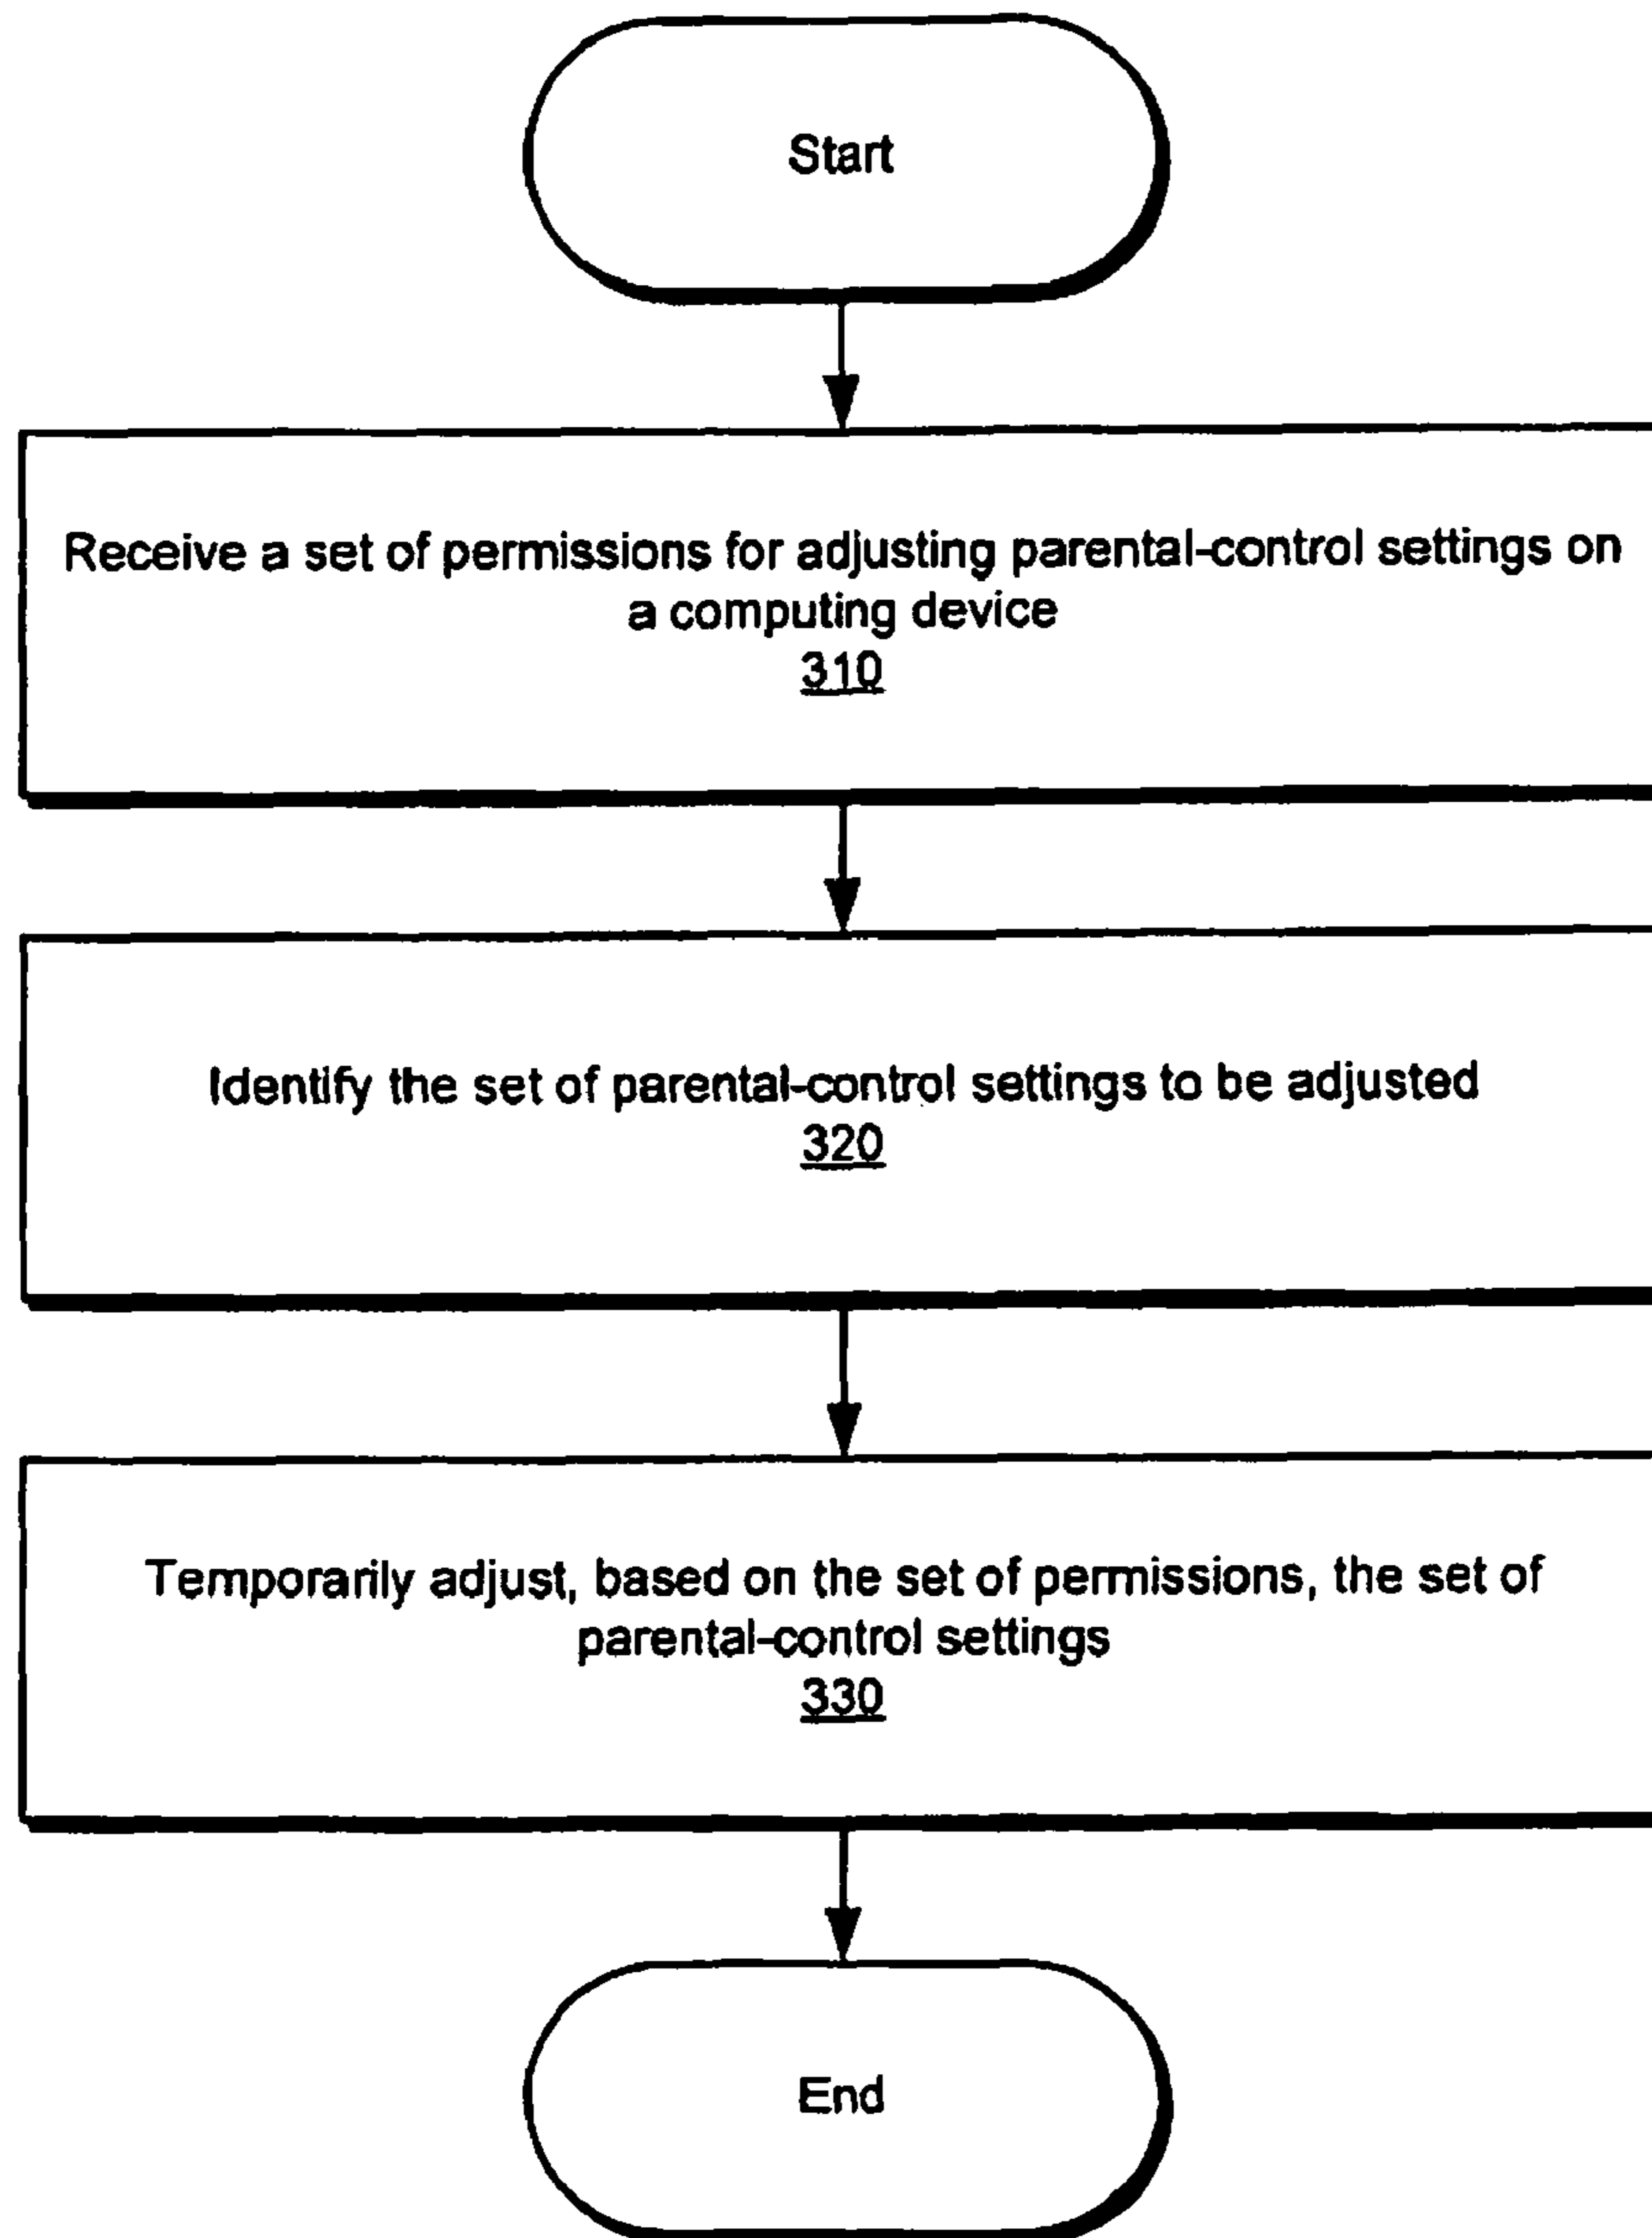 Start
Receive a set of permissions for adjusting parental-control settings on
a computing device
310
Identify the set of parental-control settings to be adjusted
320
Temporarily adjust, based on the set of permissions, the set of
parental-control settings
330
End